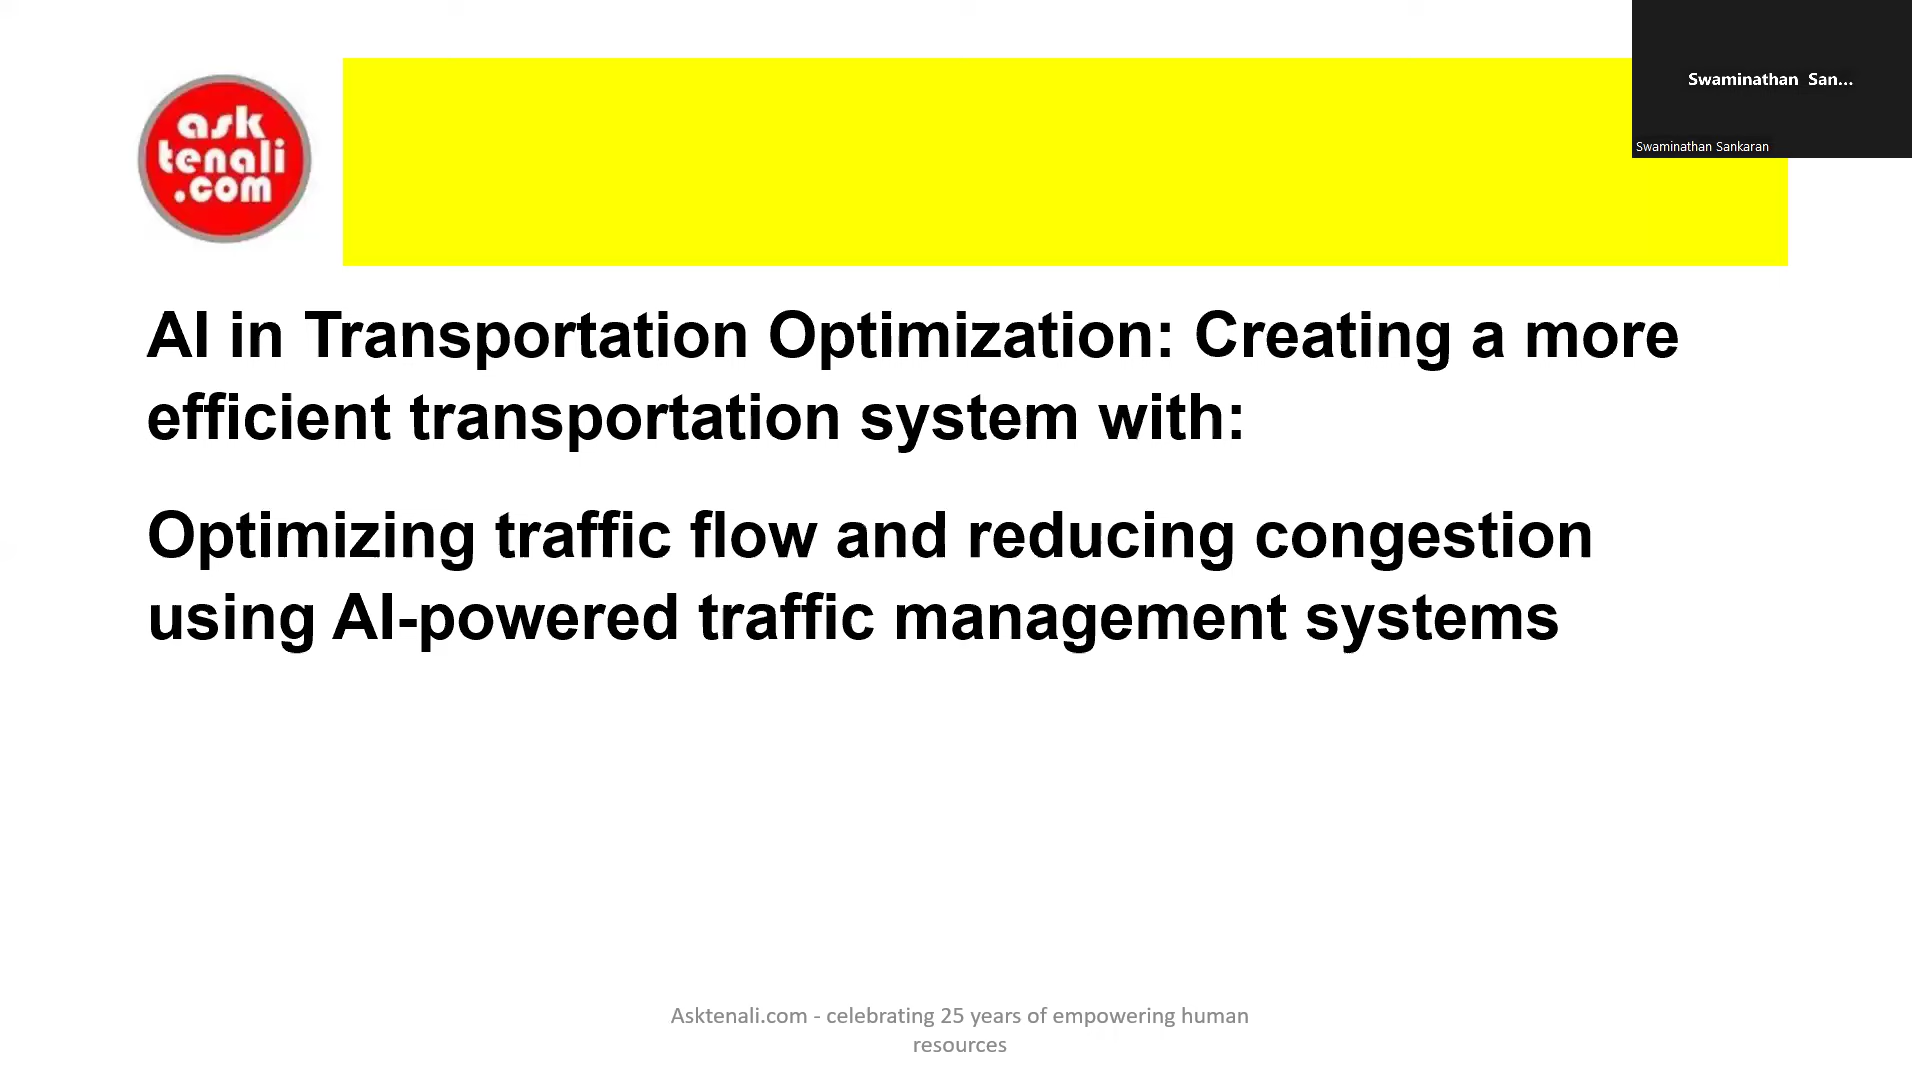 ask
tenali
.com
Swaminathan San...
Swaminathan Sankaran
AI in Transportation Optimization: Creating a more
efficient transportation system with:
Optimizing traffic flow and reducing congestion
using AI-powered traffic management systems
Asktenali.com - celebrating 25 years of empowering human
resources